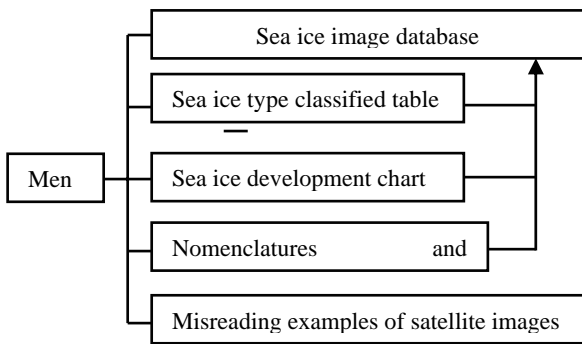 Sea ice image database
Sea ice type classified table
Men
Sea ice development chart
Nomenclatures and
Misreading examples of satellite images